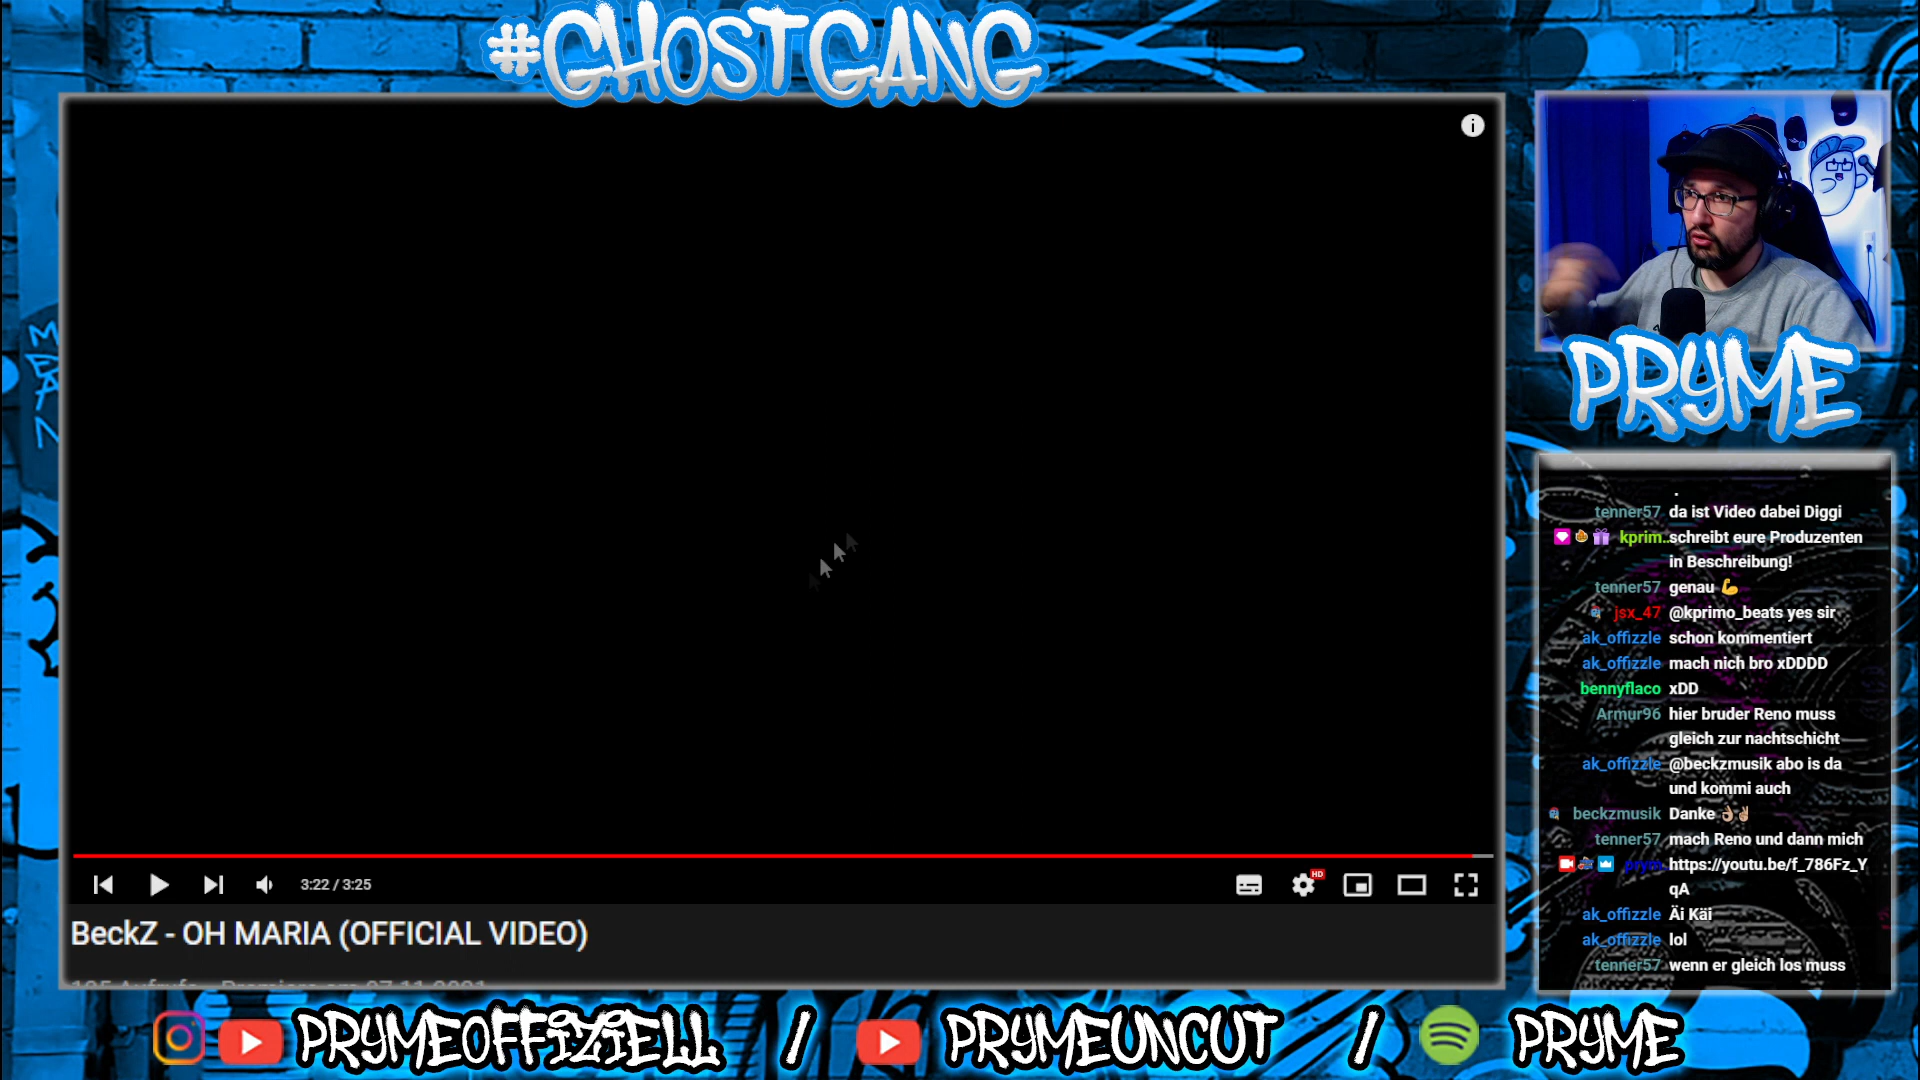 #GHOSTGANG
PRYME
.
tenner57 da ist Video dabei Diggi
kprim.. schreibt eure Produzenten
in Beschreibung!
tenner57 genau 💪
jsx_47 @kprimo_beats yes sir
ak_offizzle schon kommentiert
ak_offizzle mach nich bro xDDDD
bennyflaco xDD
Armur96 hier bruder Reno muss
gleich zur nachtschicht
ak_offizzle @beckzmusik abo is da
und kommi auch
beckzmusik Danke 👌🏼✌🏼
tenner57 mach Reno und dann mich
prym.. https://youtu.be/f_786Fz_Y
qA
ak_offizzle Äi Käi
ak_offizzle lol
tenner57 wenn er gleich los muss
3:22 / 3:25
HD
BeckZ - OH MARIA (OFFICIAL VIDEO)
PRYMEOFFIZIELL / PRYMEUNCUT / PRYME